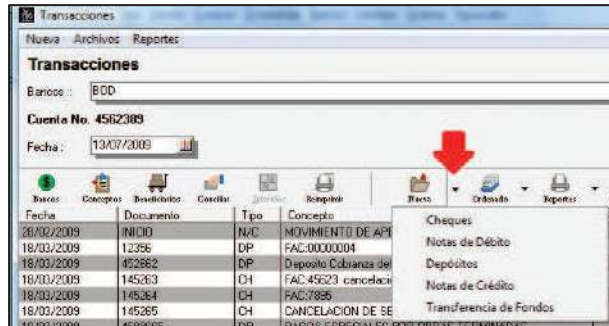 Transacciones
Nueva Archivos Reportes
Transacciones
Bancos : BOD
Cuenta No. 4562389
Fecha : 13/07/2009
Bancos Conceptos Beneficiarios Conciliar Reimprimir Nueva Ordenado Reportes
Fecha Documento Tipo Concepto
28/02/2009 INICIO N/C MOVIMIENTO DE APE
18/03/2009 12356 DP FAC:00000004
18/03/2009 452662 DP Deposito Cobranza del
18/03/2009 145263 CH FAC:45623 cancelaci
18/03/2009 145264 CH FAC:7895
18/03/2009 145265 CH CANCELACION DE SE
Cheques
Notas de Débito
Depósitos
Notas de Crédito
Transferencia de Fondos